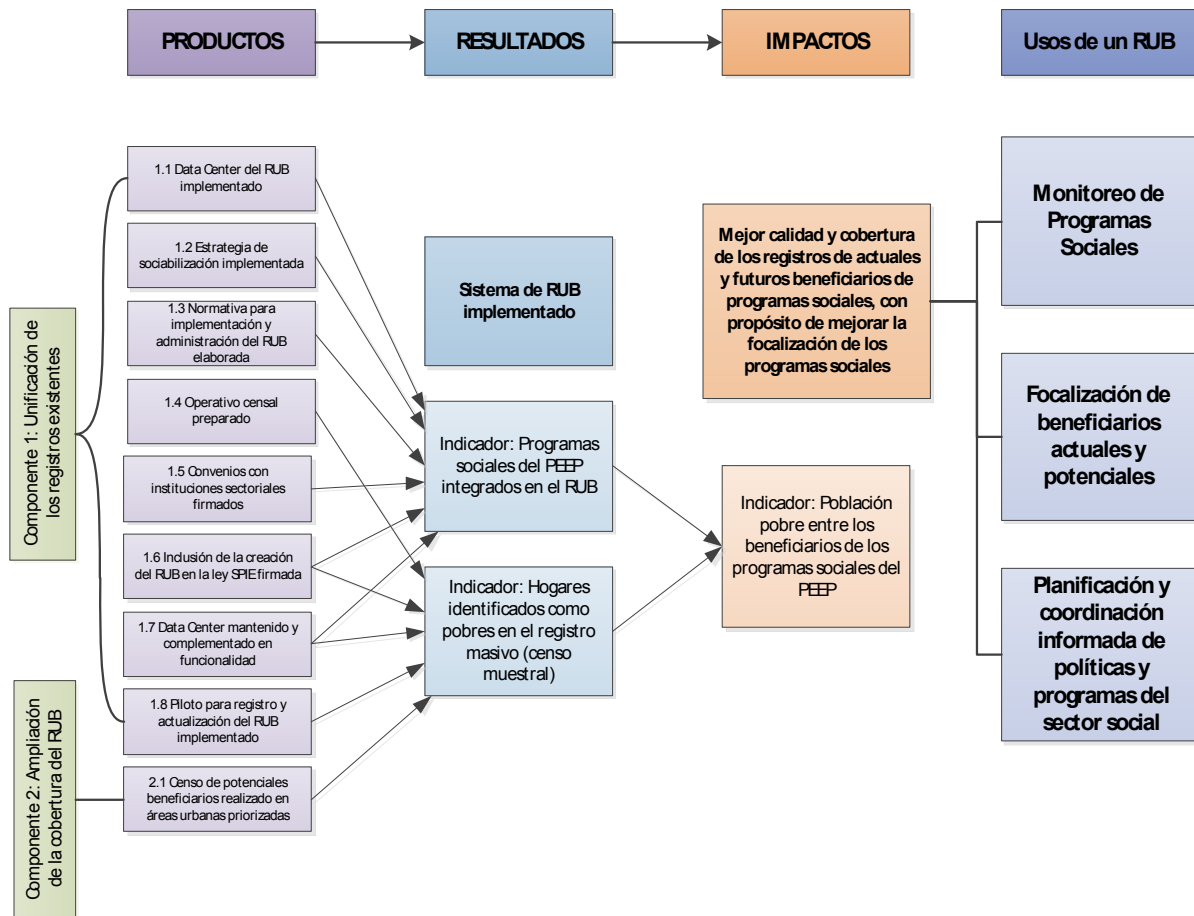 PRODUCTOS
RESULTADOS
IMPACTOS
Usos de un RUB
Componente 1: Unificación de
los registros existentes
Componente 2: Ampliación
de la cobertura del RUB
1.1 Data Center del RUB
implementado
1.2 Estrategia de
sociabilización implementada
1.3 Normativa para
implementación y
administración del RUB
elaborada
1.4 Operativo censal
preparado
1.5 Convenios con
instituciones sectoriales
firmados
1.6 Inclusión de la creación
del RUB en la ley SPIE firmada
1.7 Data Center mantenido y
complementado en
funcionalidad
1.8 Piloto para registro y
actualización del RUB
implementado
2.1 Censo de potenciales
beneficiarios realizado en
áreas urbanas priorizadas
Sistema de RUB
implementado
Indicador: Programas
sociales del PEEP
integrados en el RUB
Indicador: Hogares
identificados como
pobres en el registro
masivo (censo
muestral)
Mejor calidad y cobertura
de los registros de actuales
y futuros beneficiarios de
programas sociales, con
propósito de mejorar la
focalización de los
programas sociales
Indicador: Población
pobre entre los
beneficiarios de los
programas sociales del
PEEP
Monitoreo de
Programas
Sociales
Focalización de
beneficiarios
actuales y
potenciales
Planificación y
coordinación
informada de
políticas y
programas del
sector social